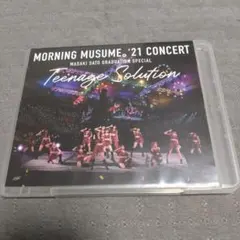 MORNING MUSUME。'21 CONCERT
MASAKI SATO GRADUATION SPECIAL
Teenage Solution